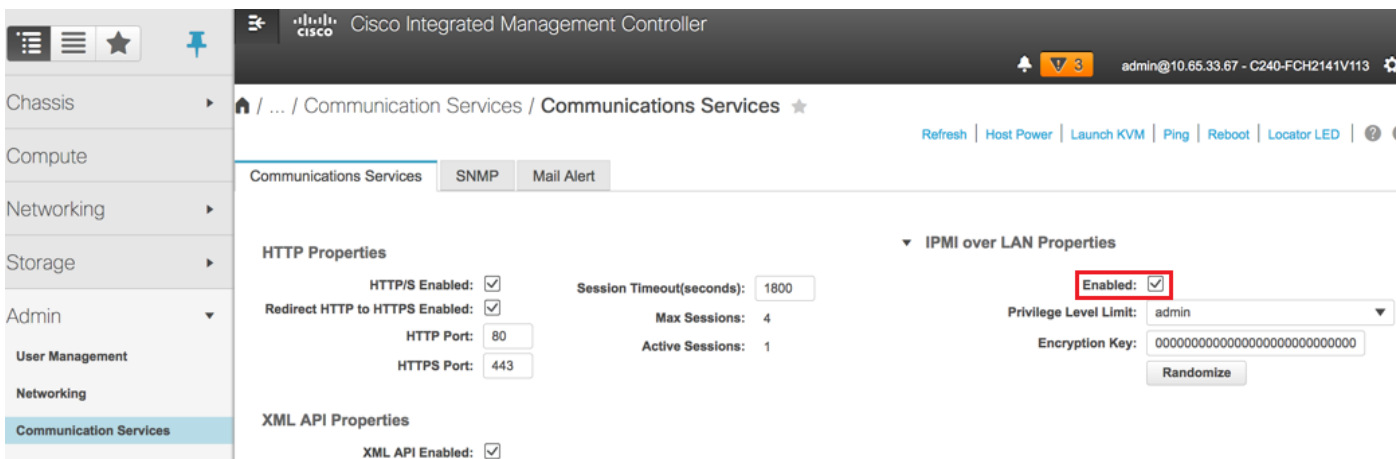 cisco
Cisco Integrated Management Controller
3
admin@10.65.33.67 - C240-FCH2141V113
/ ... / Communication Services / Communications Services
Refresh | Host Power | Launch KVM | Ping | Reboot | Locator LED |
Chassis
Compute
Networking
Storage
Admin
User Management
Networking
Communication Services
Communications Services
SNMP
Mail Alert
HTTP Properties
HTTP/S Enabled:
Redirect HTTP to HTTPS Enabled:
HTTP Port: 80
HTTPS Port: 443
Session Timeout(seconds): 1800
Max Sessions: 4
Active Sessions: 1
XML API Properties
XML API Enabled:
IPMI over LAN Properties
Enabled:
Privilege Level Limit: admin
Encryption Key: 0000000000000000000000000000
Randomize